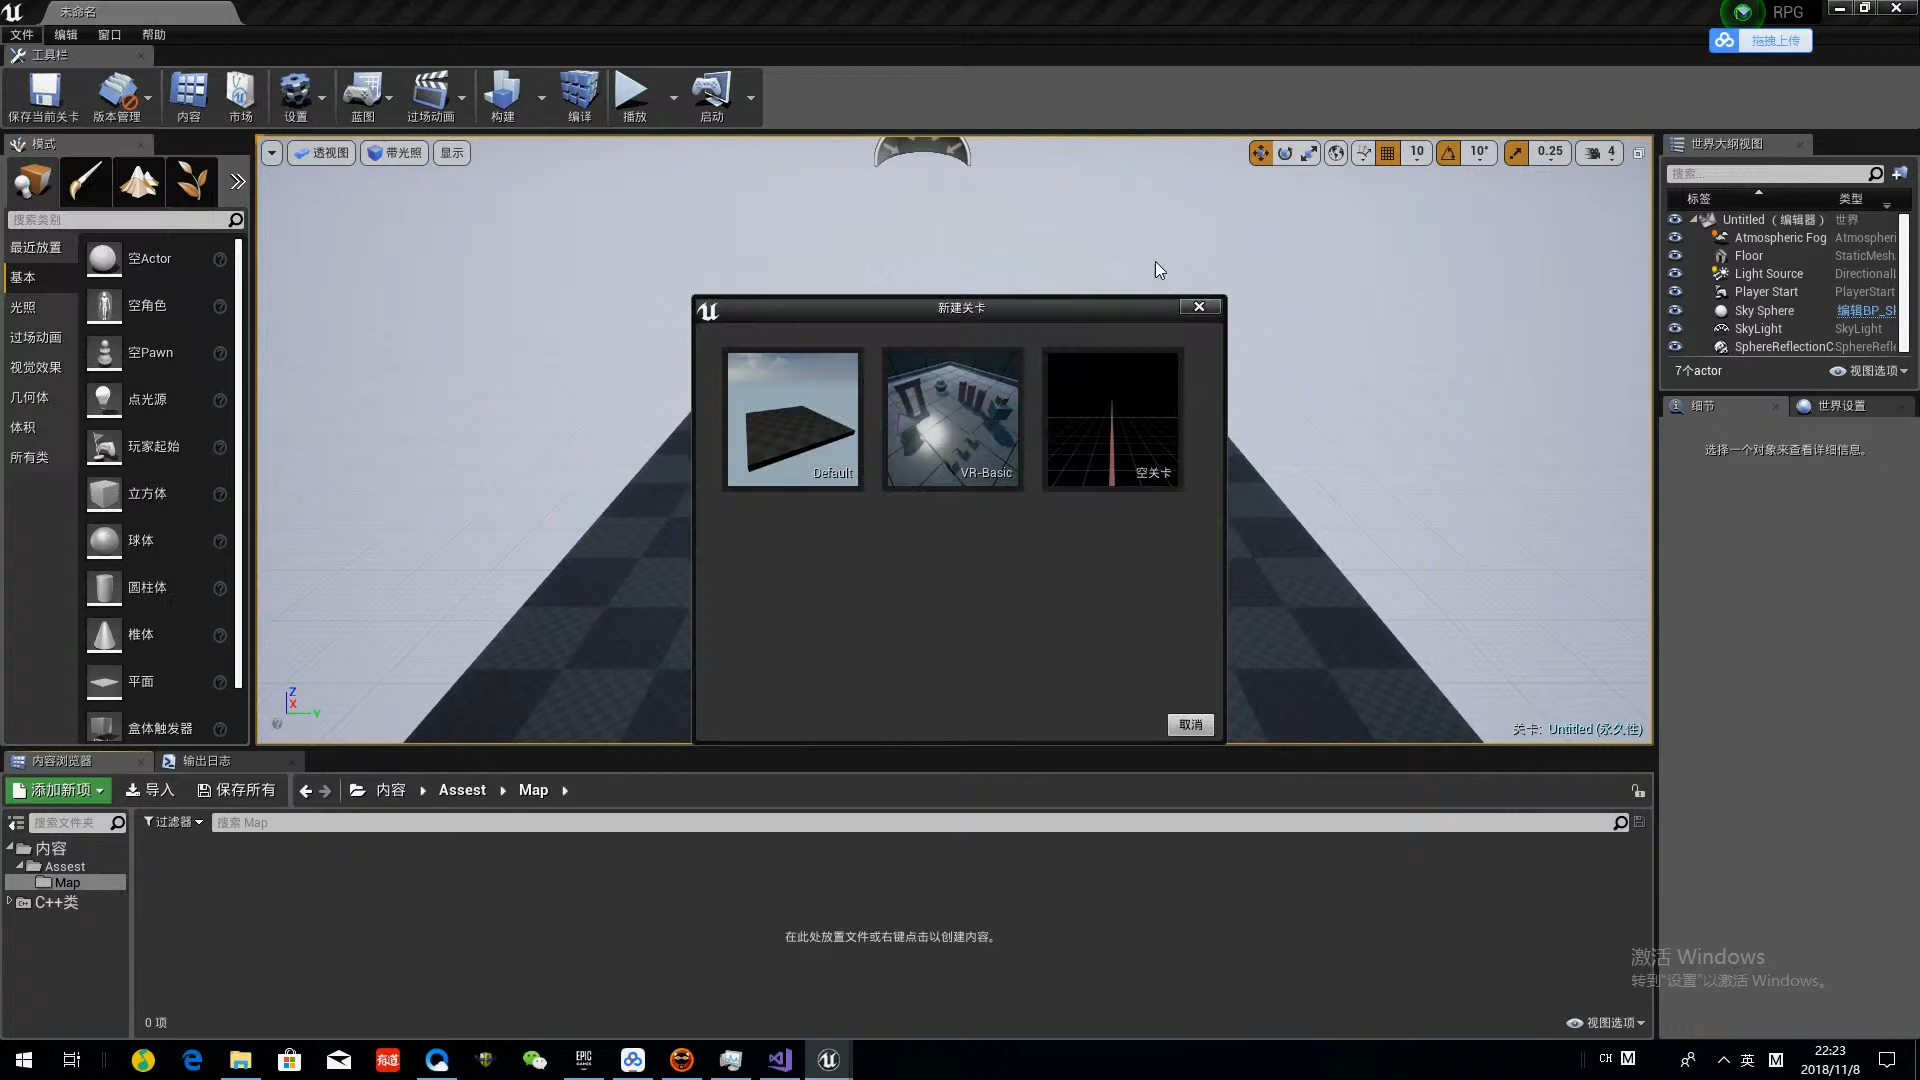 未命名
RPG
文件 编辑 窗口 帮助
拖拽上传
工具栏
保存当前关卡 版本管理 内容 市场 设置 蓝图 过场动画 构建 编译 播放 启动
模式
透视图 带光照 显示
10 10° 0.25 4
世界大纲视图
搜索...
标签 类型
搜索类别
最近放置
基本
光照
过场动画
视觉效果
几何体
体积
所有类
空Actor
空角色
空Pawn
点光源
玩家起始
立方体
球体
圆柱体
椎体
平面
盒体触发器
Untitled（编辑器） 世界
Atmospheric Fog Atmospheri
Floor StaticMesh
Light Source Directionall
Player Start PlayerStart
Sky Sphere 编辑BP_Sl
SkyLight SkyLight
SphereReflectionC SphereRefle
7个actor 视图选项
细节 世界设置
选择一个对象来查看详细信息。
新建关卡
Default
VR-Basic
空关卡
取消
Z
X
Y
关卡: Untitled (永久性)
内容浏览器 输出日志
添加新项 导入 保存所有 内容 Assest Map
搜索文件夹 过滤器 搜索 Map
内容
Assest
Map
C++类
在此处放置文件或右键点击以创建内容。
激活 Windows
转到"设置"以激活 Windows。
0 项 视图选项
有道
EPIC
GAMES
CH M
英 M
22:23
2018/11/8